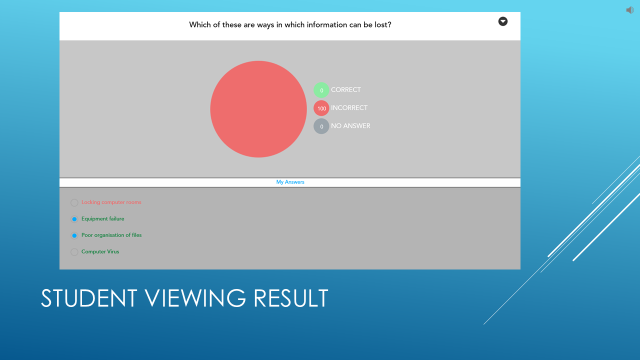 Which of these are ways in which information can be lost?
0 CORRECT
100 INCORRECT
0 NO ANSWER
My Answers
Locking computer rooms
Equipment failure
Poor organisation of files
Computer Virus
STUDENT VIEWING RESULT